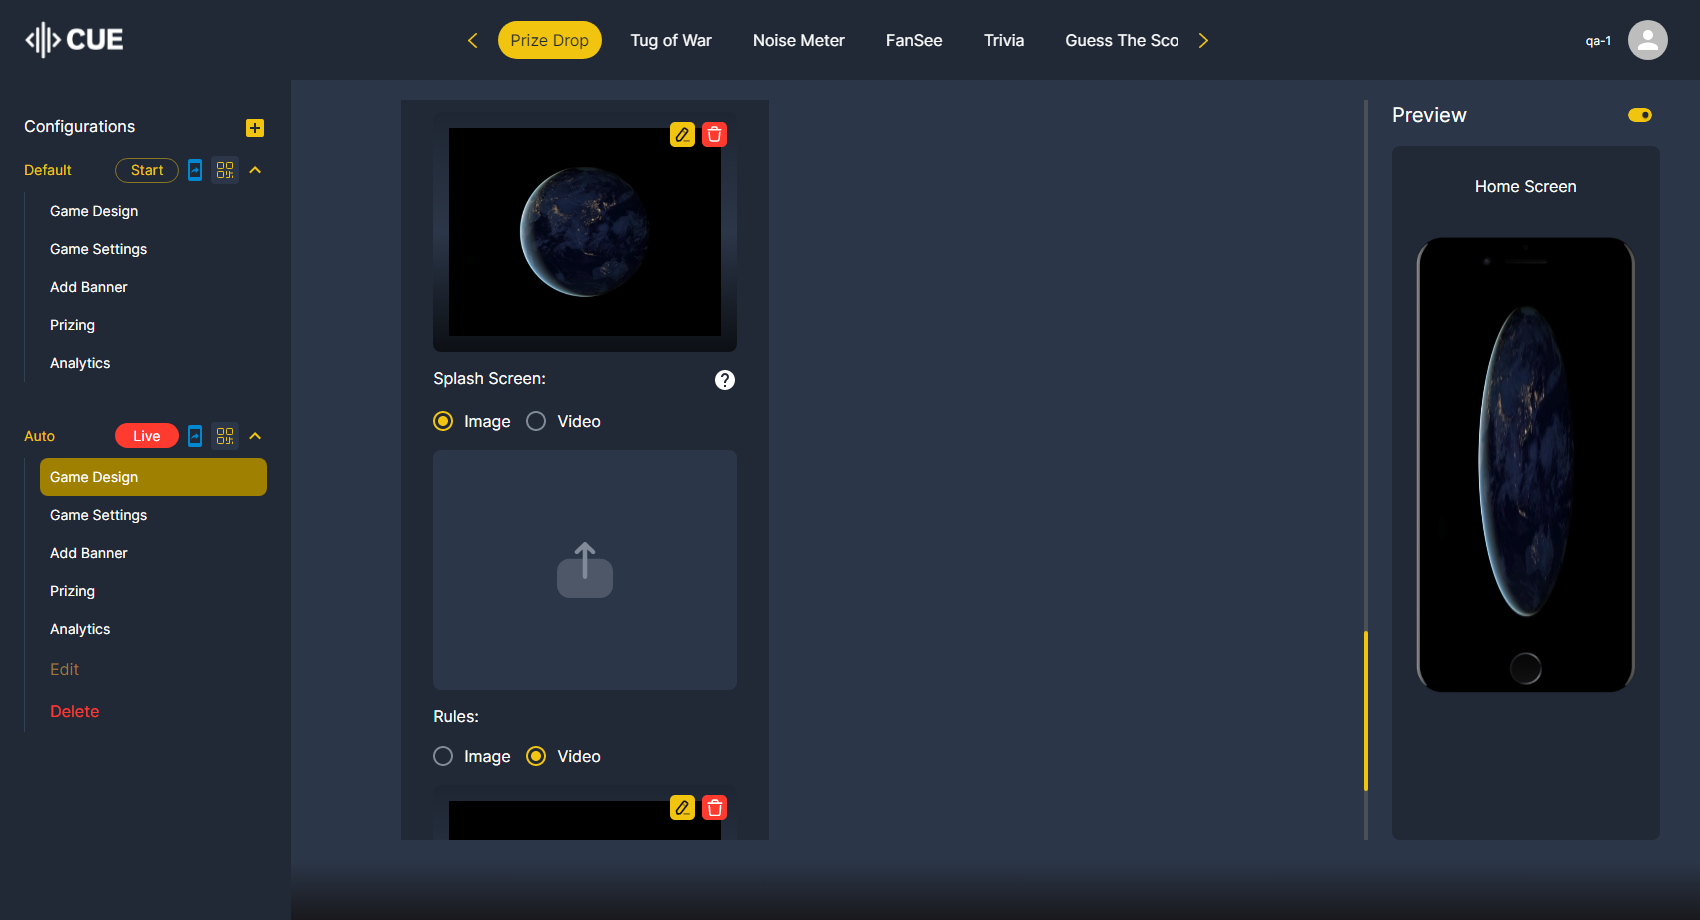 CUE
Prize Drop
Tug of War
Noise Meter
FanSee
Trivia
Guess The Sco
qa-1
Configurations
Default
Start
Game Design
Game Settings
Add Banner
Prizing
Analytics
Auto
Live
Game Design
Game Settings
Add Banner
Prizing
Analytics
Edit
Delete
Splash Screen:
?
Image
Video
Rules:
Image
Video
Preview
Home Screen